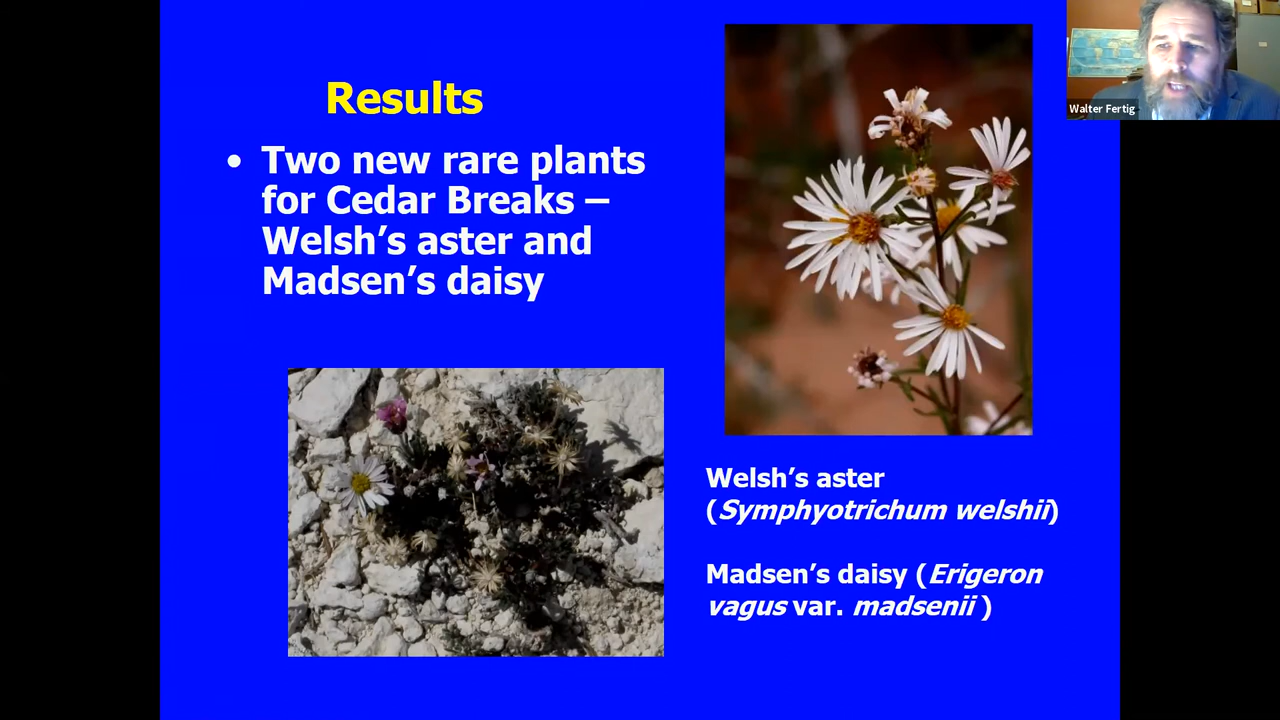 Results
• Two new rare plants
for Cedar Breaks –
Welsh’s aster and
Madsen’s daisy
Welsh’s aster
(Symphyotrichum welshii)
Madsen’s daisy (Erigeron
vagus var. madsenii )
Walter Fertig